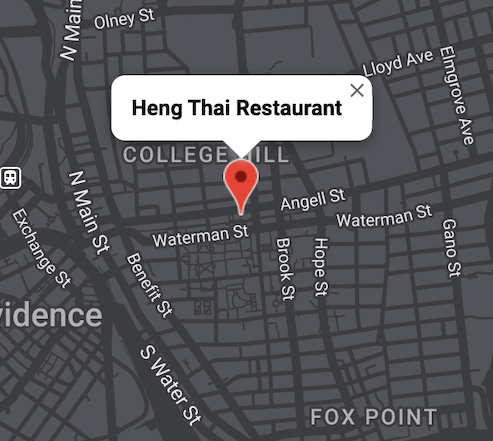 Olney St
N Main
Lloyd Ave
Elmgrove Ave
Heng Thai Restaurant
COLLEGE HILL
Angell St
Waterman St
Waterman St
N Main St
Exchange St
Benefit St
Brook St
Hope St
Gano St
vidence
S Water St
FOX POINT